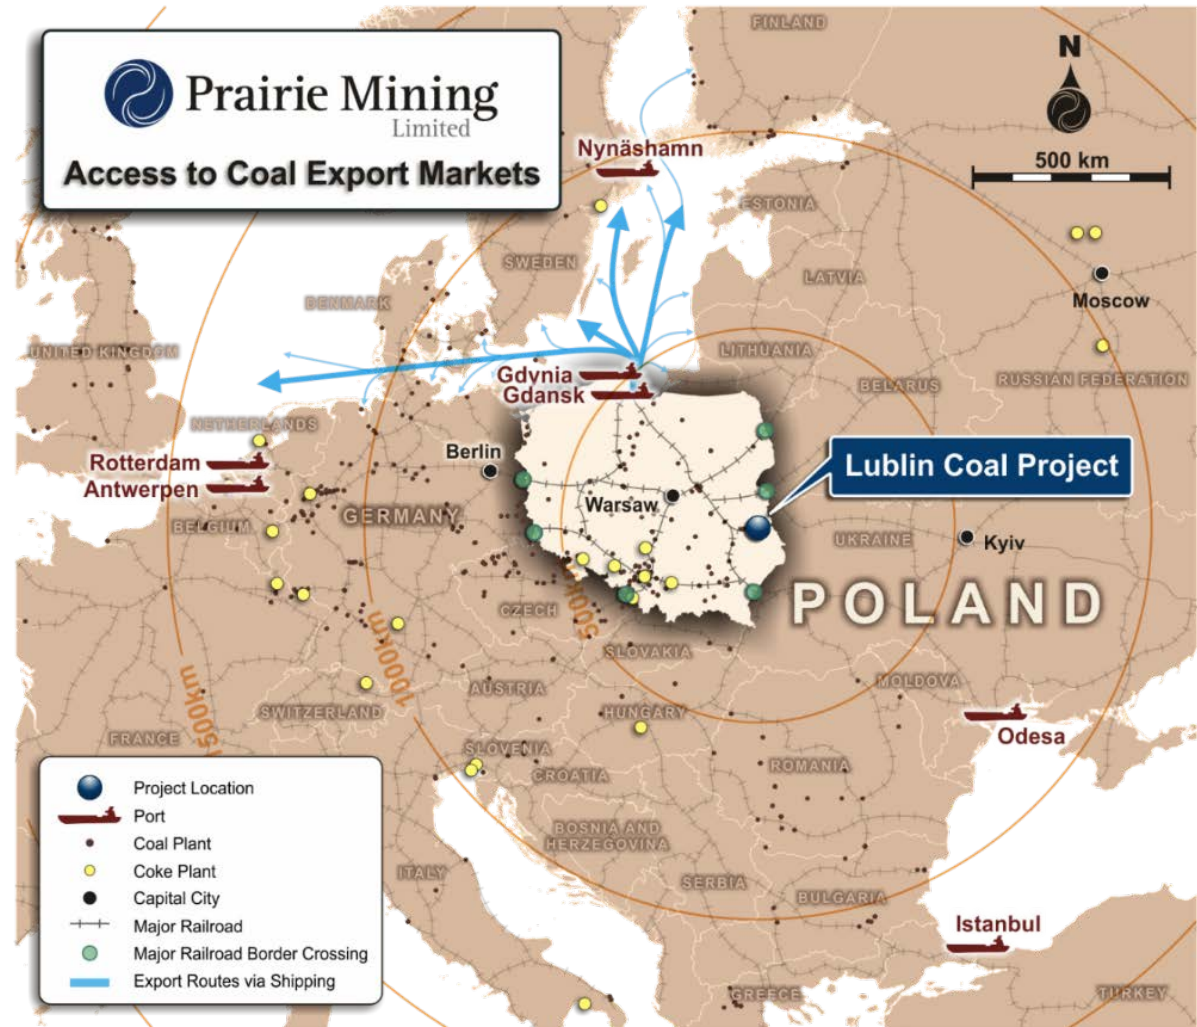 Prairie Mining
Limited
Access to Coal Export Markets
FINLAND
N
500 km
Nynäshamn
ESTONIA
SWEDEN
LATVIA
Moscow
DENMARK
UNITED KINGDOM
LITHUANIA
Gdynia
Gdansk
BELARUS
RUSSIAN FEDERATION
NETHERLANDS
Berlin
Rotterdam
Antwerpen
Lublin Coal Project
Warsaw
GERMANY
BELGIUM
UKRAINE
Kyiv
POLAND
CZECH
500km
1000km
1500km
SLOVAKIA
AUSTRIA
MOLDOVA
SWITZERLAND
HUNGARY
FRANCE
Odesa
SLOVENIA
CROATIA
ROMANIA
BOSNIA AND
HERZEGOVINA
ITALY
SERBIA
BULGARIA
Istanbul
GREECE
TURKEY
Project Location
Port
Coal Plant
Coke Plant
Capital City
Major Railroad
Major Railroad Border Crossing
Export Routes via Shipping